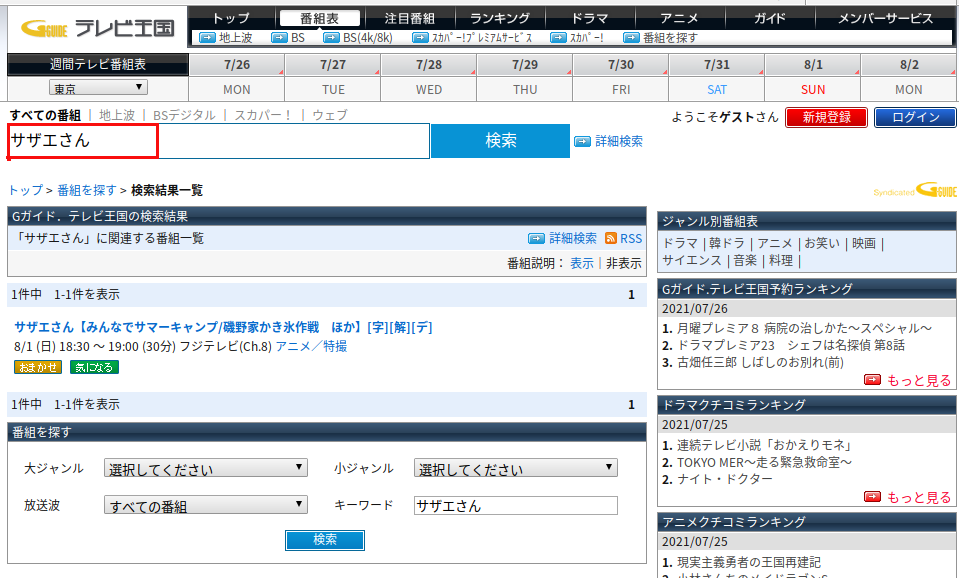 G GUIDE テレビ王国
トップ 番組表 注目番組 ランキング ドラマ アニメ ガイド メンバーサービス
地上波 BS BS(4k/8k) ｽｶﾊﾟｰ!プレミアムサービス ｽｶﾊﾟｰ! 番組を探す
週間テレビ番組表 7/26 7/27 7/28 7/29 7/30 7/31 8/1 8/2
東京 MON TUE WED THU FRI SAT SUN MON
すべての番組 | 地上波 | BSデジタル | スカパー！ | ウェブ
ようこそゲストさん 新規登録 ログイン
サザエさん 検索 詳細検索
トップ > 番組を探す > 検索結果一覧
Syndicated G GUIDE
Gガイド．テレビ王国の検索結果
「サザエさん」に関連する番組一覧 詳細検索 RSS
番組説明： 表示 | 非表示
1件中 1-1件を表示 1
サザエさん【みんなでサマーキャンプ/磯野家かき氷作戦　ほか】[字][解][デ]
8/1 (日) 18:30 ～ 19:00 (30分) フジテレビ(Ch.8) アニメ／特撮
おまかせ 気になる
1件中 1-1件を表示 1
番組を探す
大ジャンル 選択してください 小ジャンル 選択してください
放送波 すべての番組 キーワード サザエさん
検索
ジャンル別番組表
ドラマ | 韓ドラ | アニメ | お笑い | 映画 |
サイエンス | 音楽 | 料理 |
Gガイド.テレビ王国予約ランキング
2021/07/26
1. 月曜プレミア８ 病院の治しかた～スペシャル～
2. ドラマプレミア23　シェフは名探偵 第8話
3. 古畑任三郎 しばしのお別れ(前)
もっと見る
ドラマクチコミランキング
2021/07/25
1. 連続テレビ小説「おかえりモネ」
2. TOKYO MER～走る緊急救命室～
2. ナイト・ドクター
もっと見る
アニメクチコミランキング
2021/07/25
1. 現実主義勇者の王国再建記